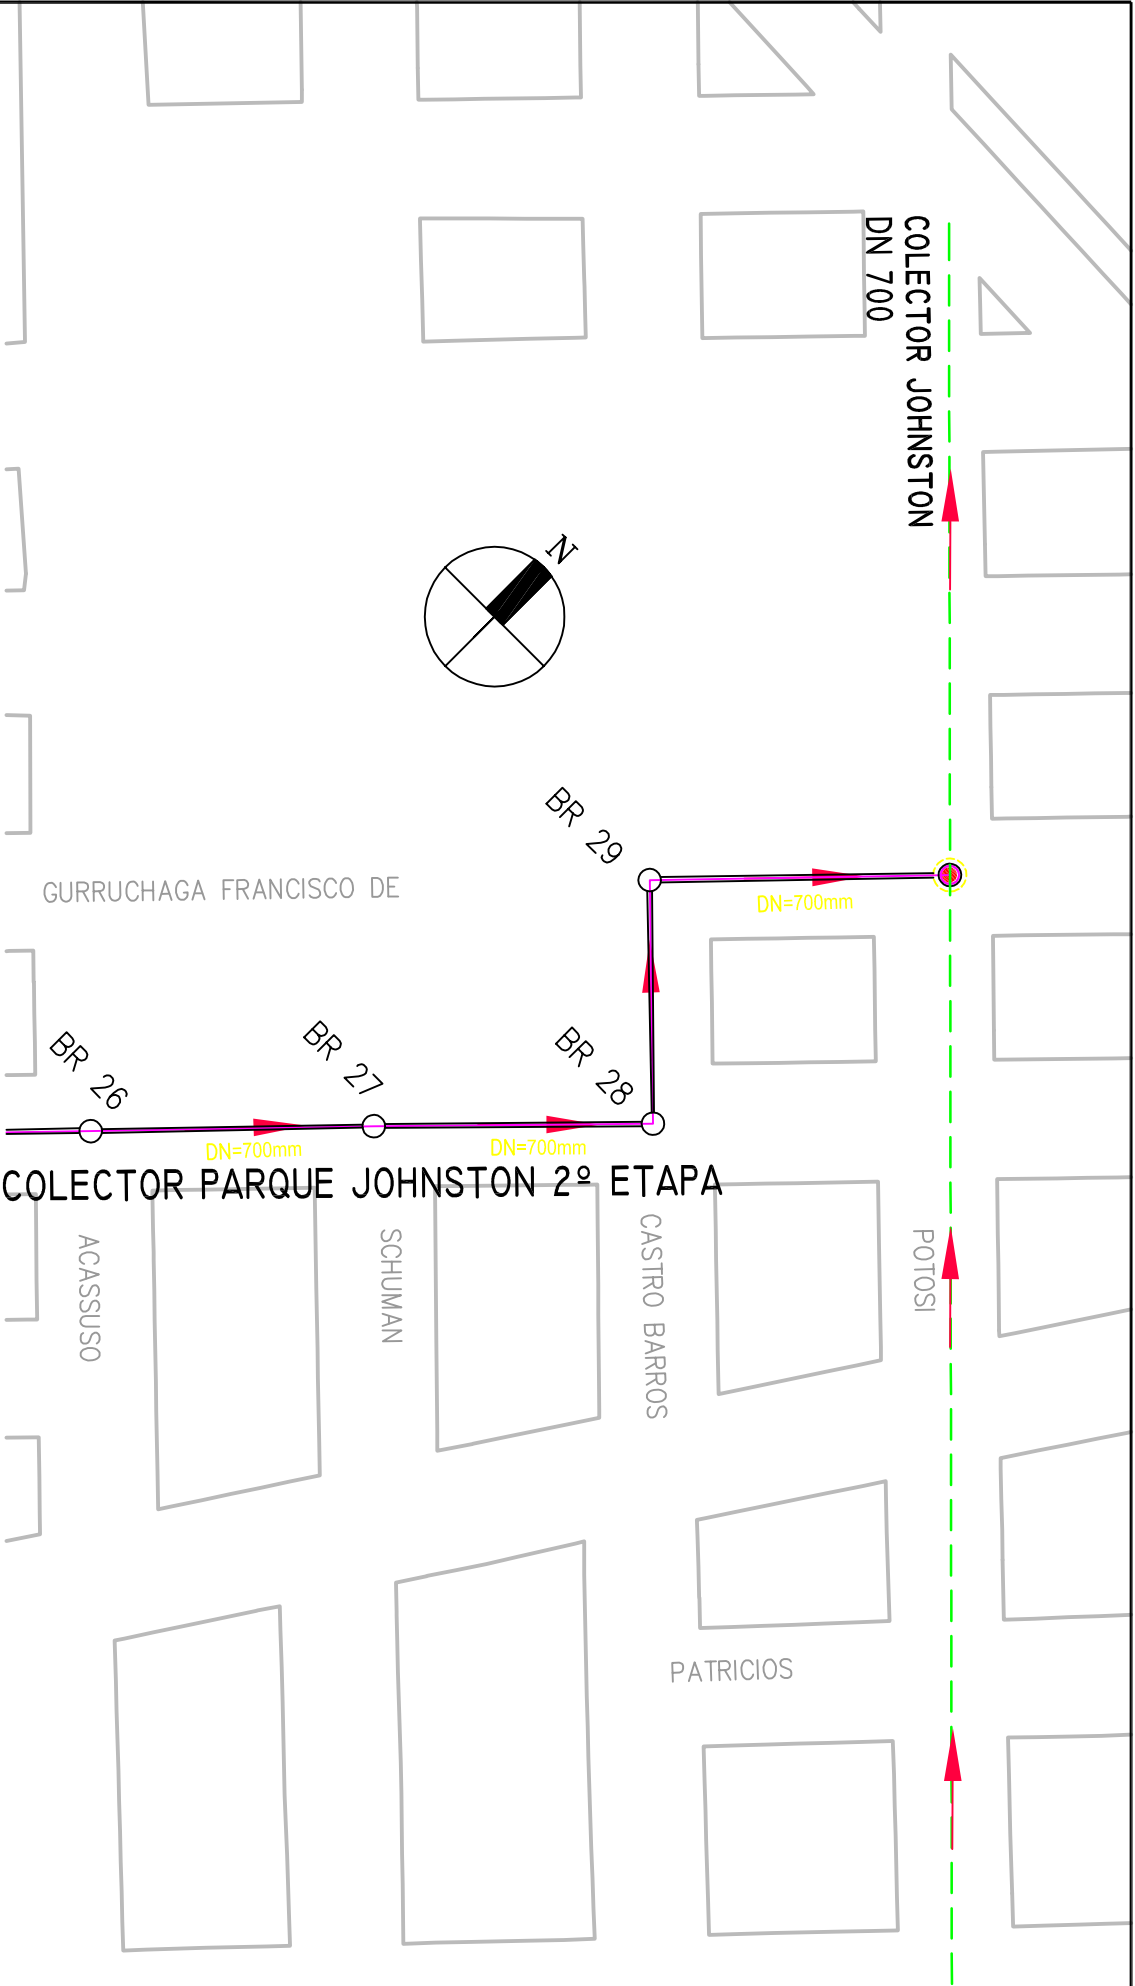 COLECTOR JOHNSTON
DN 700
N
BR 29
GURRUCHAGA FRANCISCO DE
DN=700mm
BR 26
BR 27
BR 28
DN=700mm
DN=700mm
COLECTOR PARQUE JOHNSTON 2º ETAPA
ACASSUSO
SCHUMAN
CASTRO BARROS
POTOSI
PATRICIOS